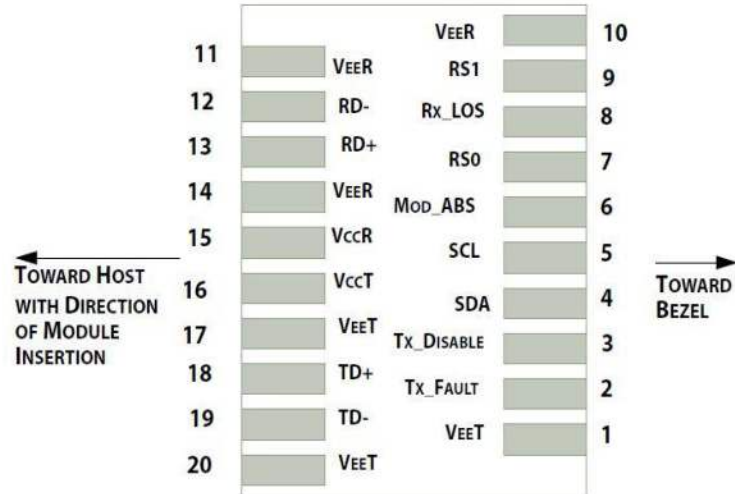 11 VEER
12 RD-
13 RD+
14 VEER
15 VCCR
16 VCCT
17 VEET
18 TD+
19 TD-
20 VEET
VEER 10
RS1 9
RX_LOS 8
RS0 7
MOD_ABS 6
SCL 5
SDA 4
TX_DISABLE 3
TX_FAULT 2
VEET 1
TOWARD HOST
WITH DIRECTION
OF MODULE
INSERTION
TOWARD
BEZEL